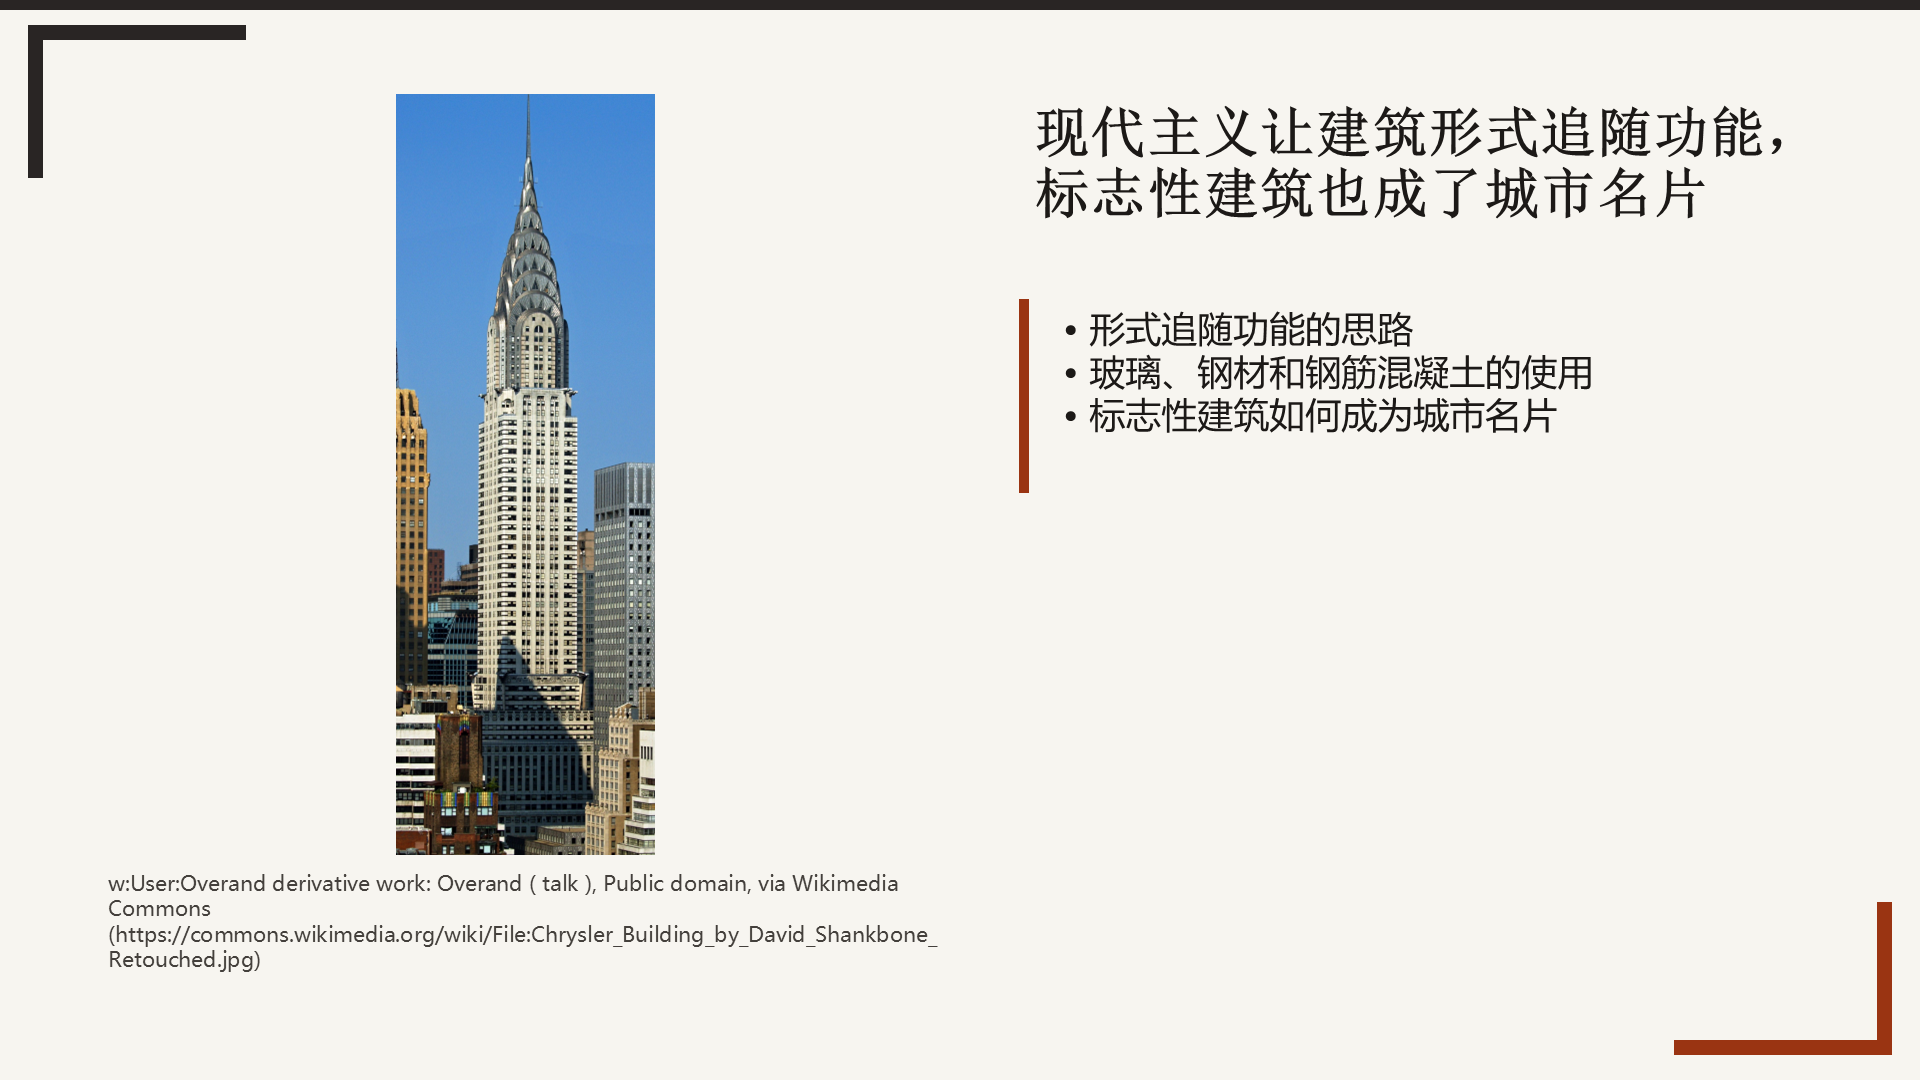 现代主义让建筑形式追随功能，
标志性建筑也成了城市名片
• 形式追随功能的思路
• 玻璃、钢材和钢筋混凝土的使用
• 标志性建筑如何成为城市名片
w:User:Overand derivative work: Overand ( talk ), Public domain, via Wikimedia
Commons
(https://commons.wikimedia.org/wiki/File:Chrysler_Building_by_David_Shankbone_
Retouched.jpg)